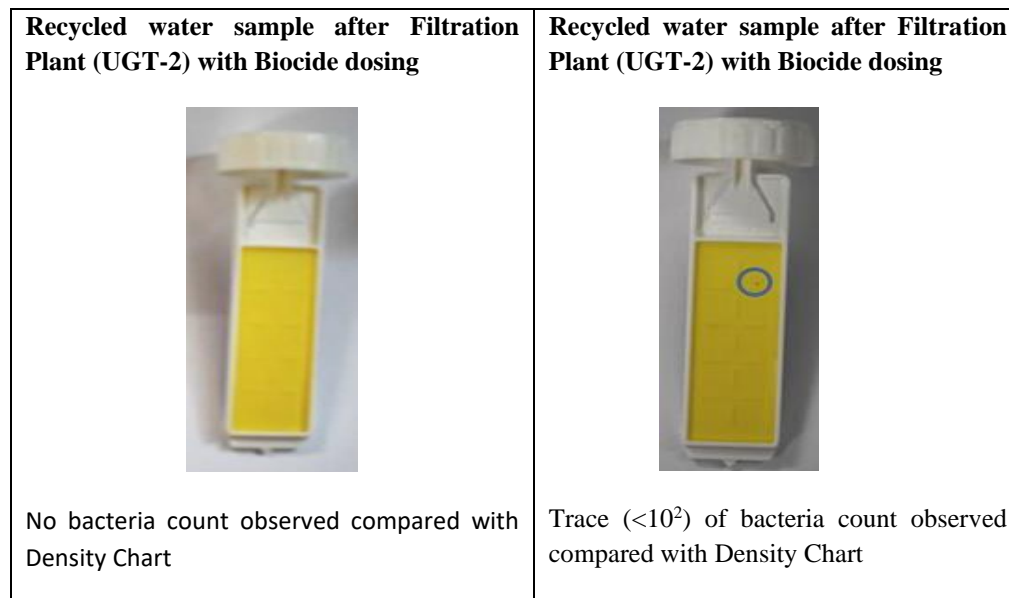 Recycled water sample after Filtration
Plant (UGT-2) with Biocide dosing
No bacteria count observed compared with
Density Chart
Recycled water sample after Filtration
Plant (UGT-2) with Biocide dosing
Trace (<10²) of bacteria count observed
compared with Density Chart